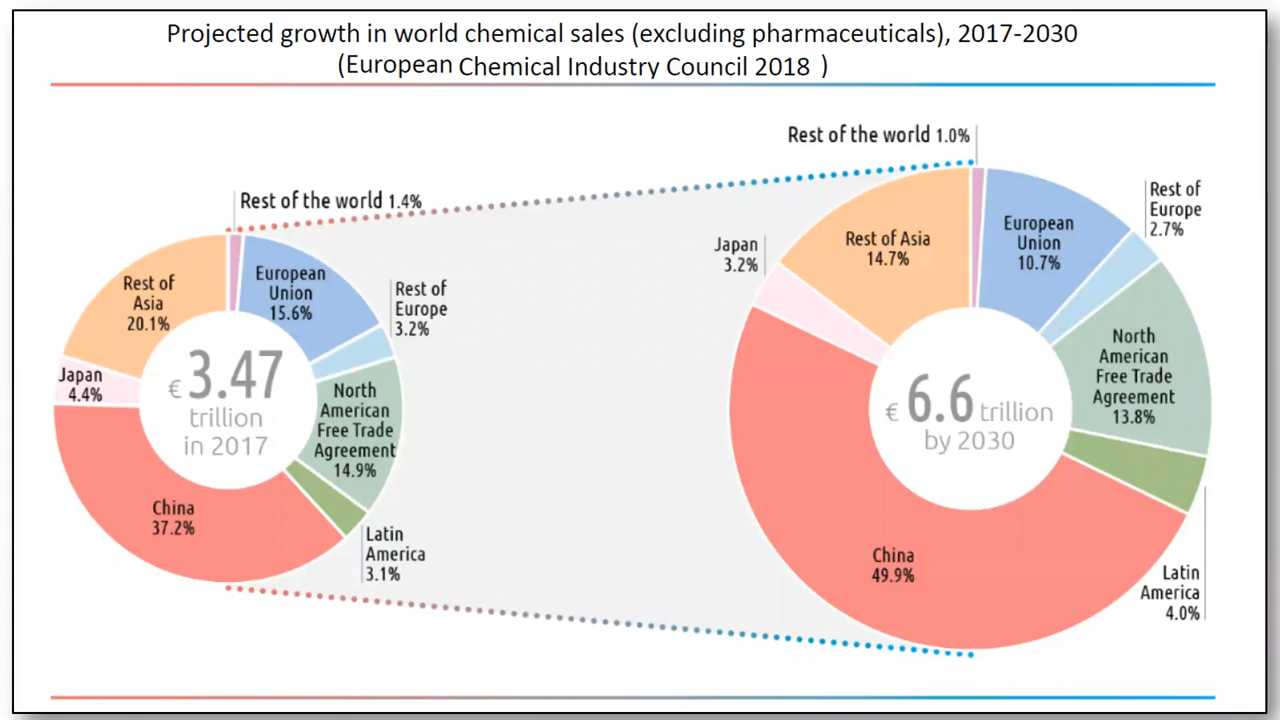 Projected growth in world chemical sales (excluding pharmaceuticals), 2017-2030
(European Chemical Industry Council 2018 )
Rest of the world 1.4%
European
Union
15.6%
Rest of
Europe
3.2%
North
American
Free Trade
Agreement
14.9%
Latin
America
3.1%
China
37.2%
Japan
4.4%
Rest of
Asia
20.1%
€ 3.47
trillion
in 2017
Rest of the world 1.0%
European
Union
10.7%
Rest of
Europe
2.7%
North
American
Free Trade
Agreement
13.8%
Latin
America
4.0%
China
49.9%
Japan
3.2%
Rest of Asia
14.7%
€ 6.6 trillion
by 2030